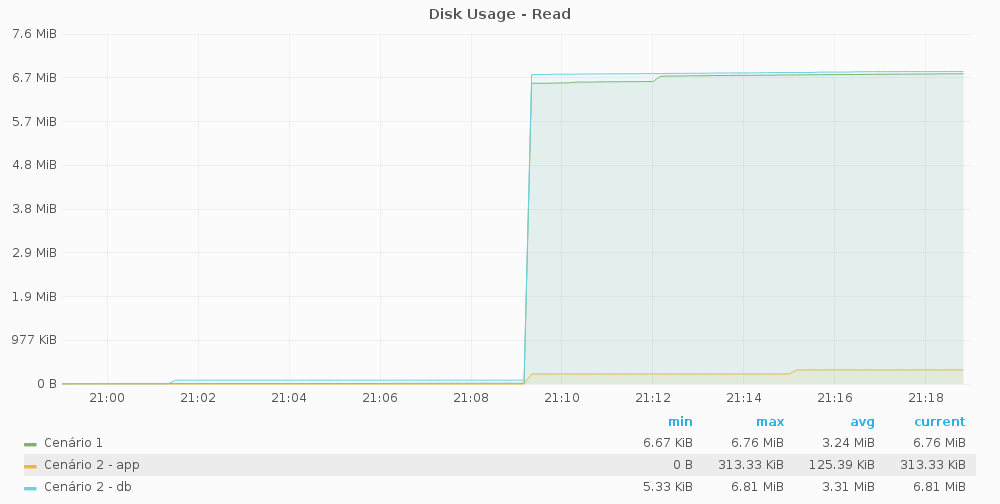 Disk Usage - Read
7.6 MiB
6.7 MiB
5.7 MiB
4.8 MiB
3.8 MiB
2.9 MiB
1.9 MiB
977 KiB
0 B
21:00 21:02 21:04 21:06 21:08 21:10 21:12 21:14 21:16 21:18
min max avg current
Cenário 1 6.67 KiB 6.76 MiB 3.24 MiB 6.76 MiB
Cenário 2 - app 0 B 313.33 KiB 125.39 KiB 313.33 KiB
Cenário 2 - db 5.33 KiB 6.81 MiB 3.31 MiB 6.81 MiB